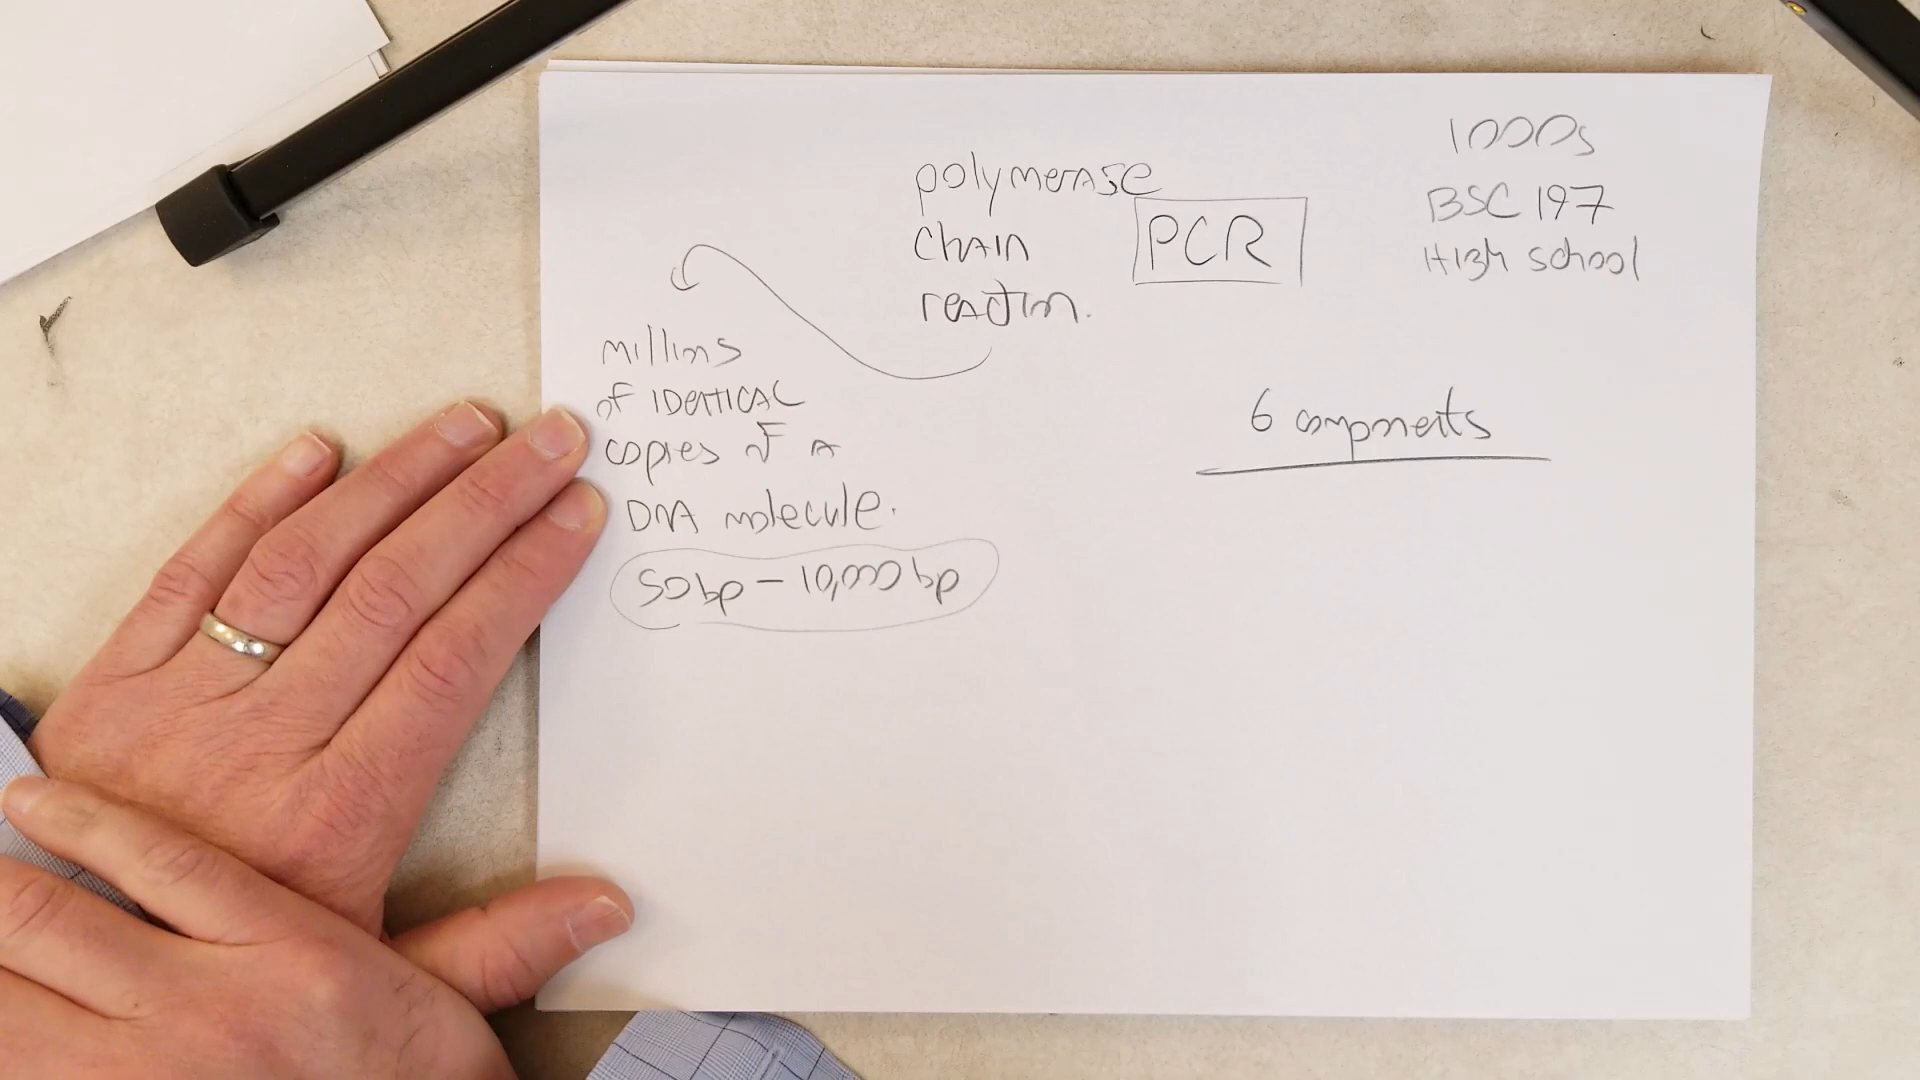 polymerase
chain
reaction.
PCR
1000s
BSC 197
High school
millions
of IDenTICAL
copies of A
DNA molecule.
50bp – 10,000 bp
6 components